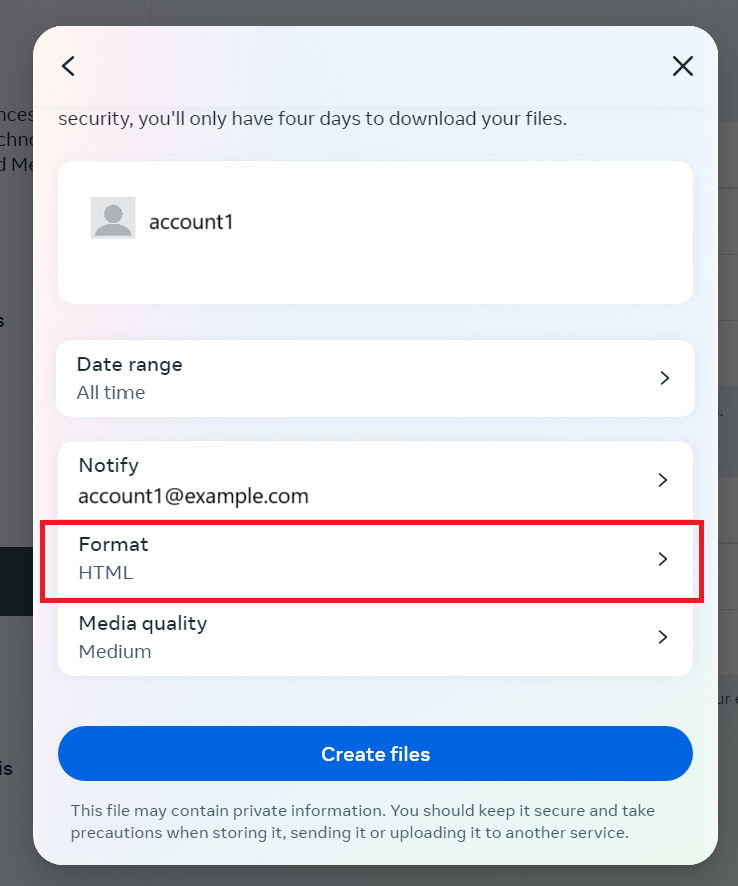 security, you'll only have four days to download your files.
account1
Date range
All time
Notify
account1@example.com
Format
HTML
Media quality
Medium
Create files
This file may contain private information. You should keep it secure and take
precautions when storing it, sending it or uploading it to another service.